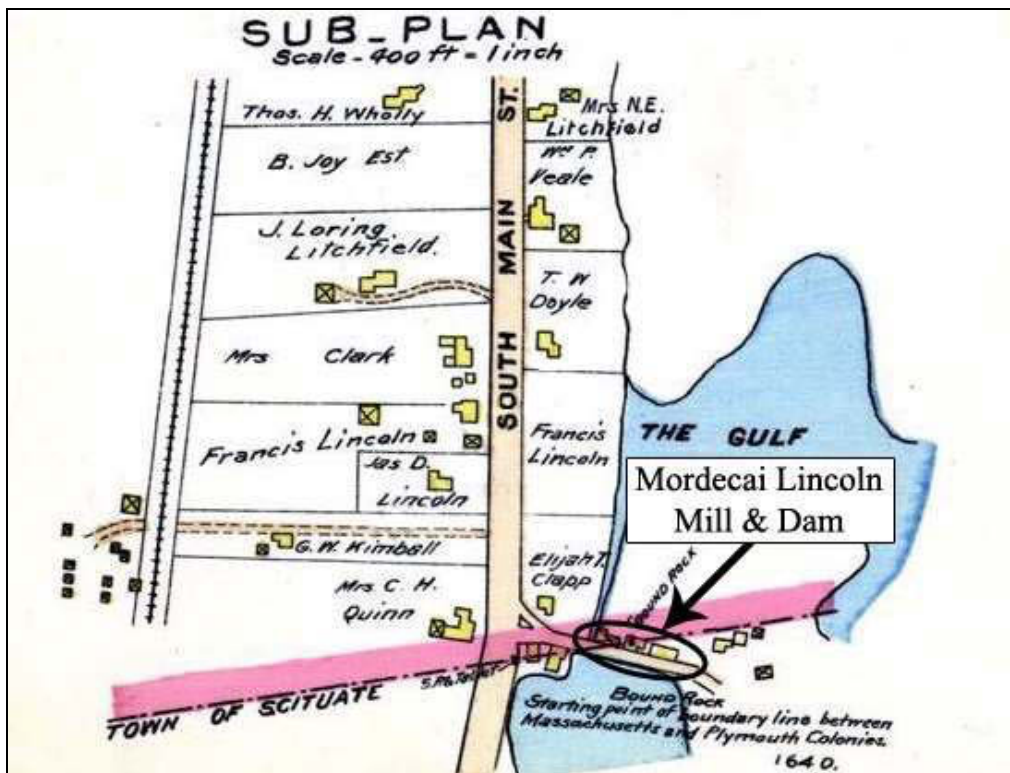 SUB-PLAN
Scale-400 ft = 1 inch
Thos. H. Wholly
B. Joy Est
J. Loring
Litchfield.
Mrs Clark
Francis Lincoln
Jas D.
Lincoln
G.W. Kimball
Mrs C. H.
Quinn
SOUTH MAIN ST.
Mrs N.E.
Litchfield
Wm P.
Veale
T. W
Doyle
Francis
Lincoln
Elijah T.
Clapp
THE GULF
Mordecai Lincoln
Mill & Dam
BOUND ROCK
TOWN OF SCITUATE
BOUND ROCK
Starting point of boundary line between
Massachusetts and Plymouth Colonies.
1640.